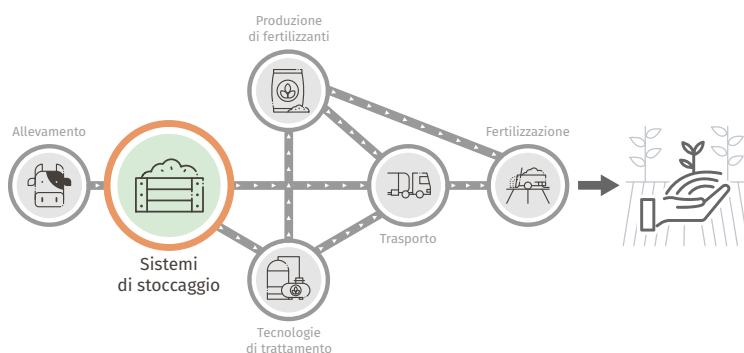 Produzione
di fertilizzanti
Allevamento
Fertilizzazione
Sistemi
di stoccaggio
Trasporto
Tecnologie
di trattamento